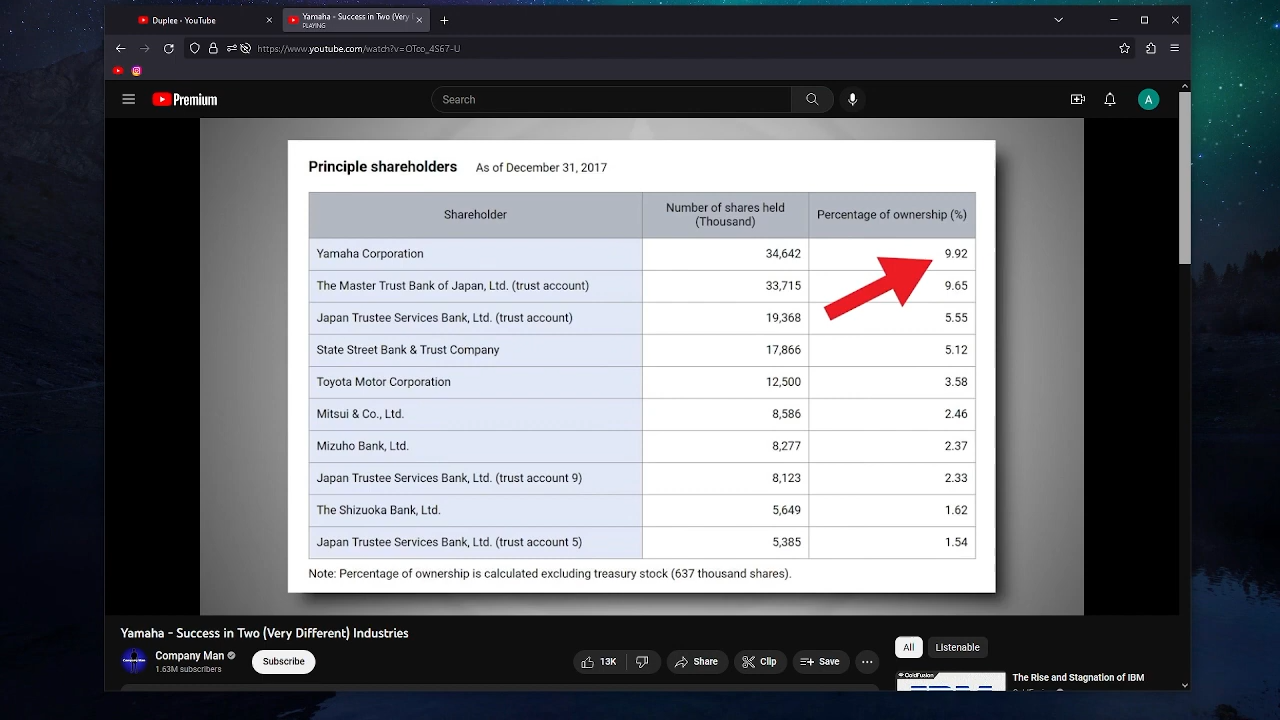 Duplee - YouTube
Yamaha - Success in Two (Very
PLAYING
https://www.youtube.com/watch?v=OTco_4S67-U
Premium
Search
A
Principle shareholders As of December 31, 2017
Shareholder Number of shares held (Thousand) Percentage of ownership (%)
Yamaha Corporation 34,642 9.92
The Master Trust Bank of Japan, Ltd. (trust account) 33,715 9.65
Japan Trustee Services Bank, Ltd. (trust account) 19,368 5.55
State Street Bank & Trust Company 17,866 5.12
Toyota Motor Corporation 12,500 3.58
Mitsui & Co., Ltd. 8,586 2.46
Mizuho Bank, Ltd. 8,277 2.37
Japan Trustee Services Bank, Ltd. (trust account 9) 8,123 2.33
The Shizuoka Bank, Ltd. 5,649 1.62
Japan Trustee Services Bank, Ltd. (trust account 5) 5,385 1.54
Note: Percentage of ownership is calculated excluding treasury stock (637 thousand shares).
Yamaha - Success in Two (Very Different) Industries
Company Man
1.63M subscribers
Subscribe
13K
Share
Clip
Save
All
Listenable
ColdFusion
The Rise and Stagnation of IBM